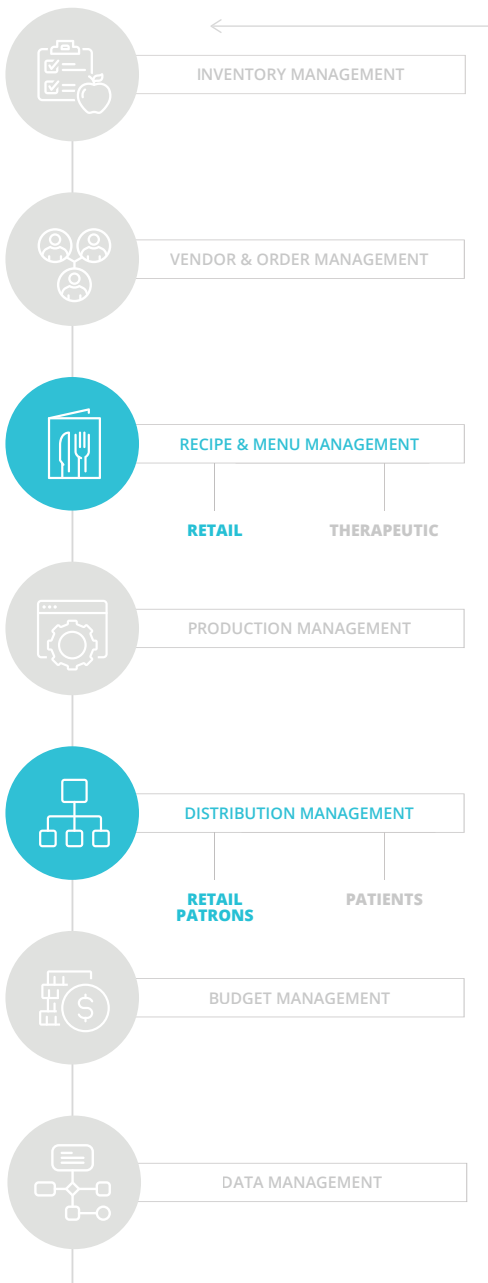 INVENTORY MANAGEMENT
VENDOR & ORDER MANAGEMENT
RECIPE & MENU MANAGEMENT
RETAIL
THERAPEUTIC
PRODUCTION MANAGEMENT
DISTRIBUTION MANAGEMENT
RETAIL
PATRONS
PATIENTS
$
BUDGET MANAGEMENT
DATA MANAGEMENT